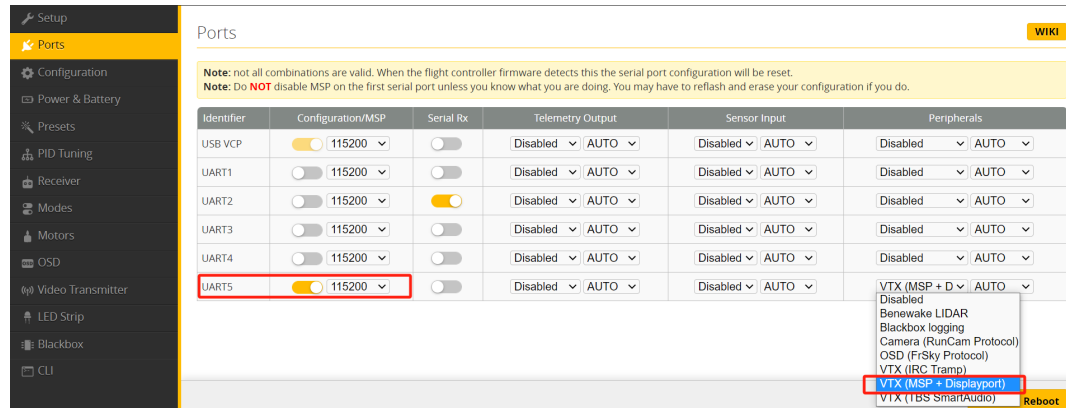 Setup
Ports
Configuration
Power & Battery
Presets
PID Tuning
Receiver
Modes
Motors
OSD
Video Transmitter
LED Strip
Blackbox
CLI
Ports
WIKI
Note: not all combinations are valid. When the flight controller firmware detects this the serial port configuration will be reset.
Note: Do NOT disable MSP on the first serial port unless you know what you are doing. You may have to reflash and erase your configuration if you do.
Identifier Configuration/MSP Serial Rx Telemetry Output Sensor Input Peripherals
USB VCP 115200 Disabled AUTO Disabled AUTO Disabled AUTO
UART1 115200 Disabled AUTO Disabled AUTO Disabled AUTO
UART2 115200 Disabled AUTO Disabled AUTO Disabled AUTO
UART3 115200 Disabled AUTO Disabled AUTO Disabled AUTO
UART4 115200 Disabled AUTO Disabled AUTO Disabled AUTO
UART5 115200 Disabled AUTO Disabled AUTO VTX (MSP + D AUTO
Disabled
Benewake LIDAR
Blackbox logging
Camera (RunCam Protocol)
OSD (FrSky Protocol)
VTX (IRC Tramp)
VTX (MSP + Displayport)
VTX (TBS SmartAudio)
Reboot